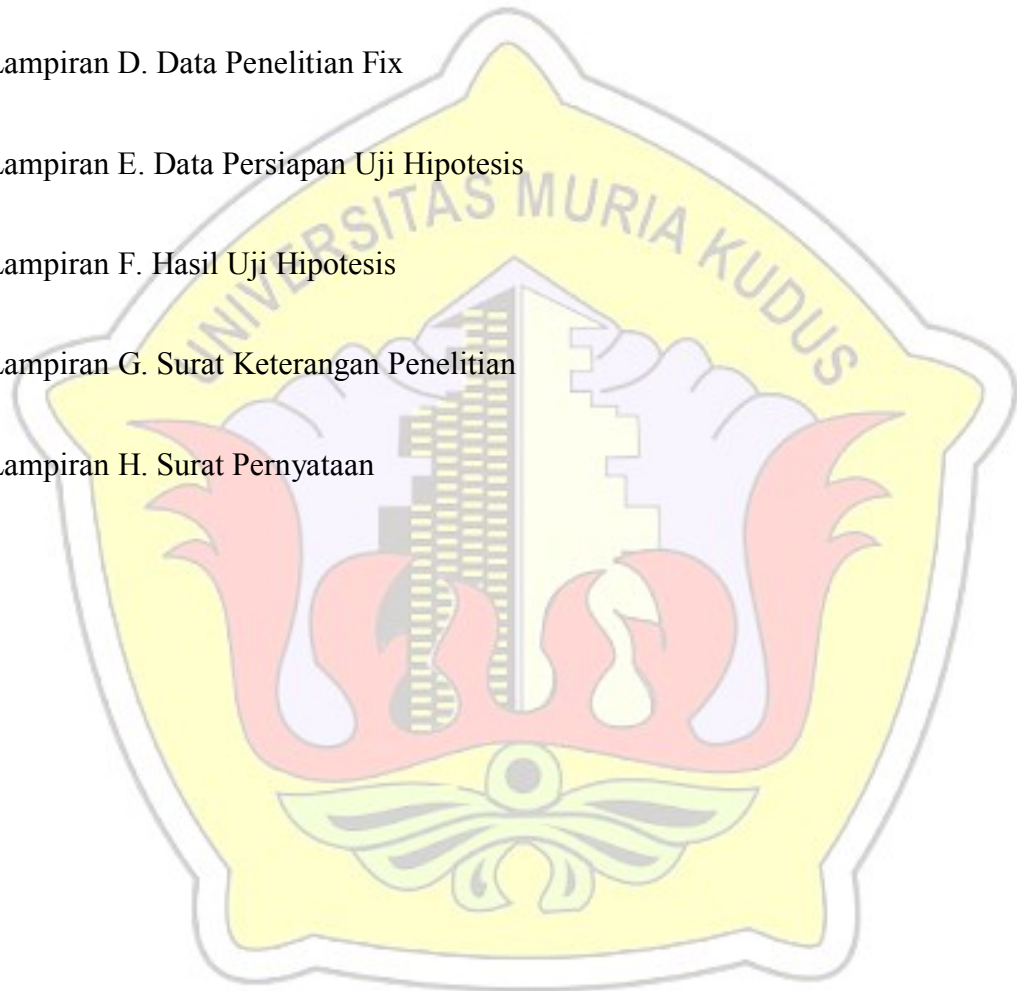 Lampiran D. Data Penelitian Fix
Lampiran E. Data Persiapan Uji Hipotesis
UNIVERSITAS MURIA KUDUS
Lampiran F. Hasil Uji Hipotesis
Lampiran G. Surat Keterangan Penelitian
Lampiran H. Surat Pernyataan